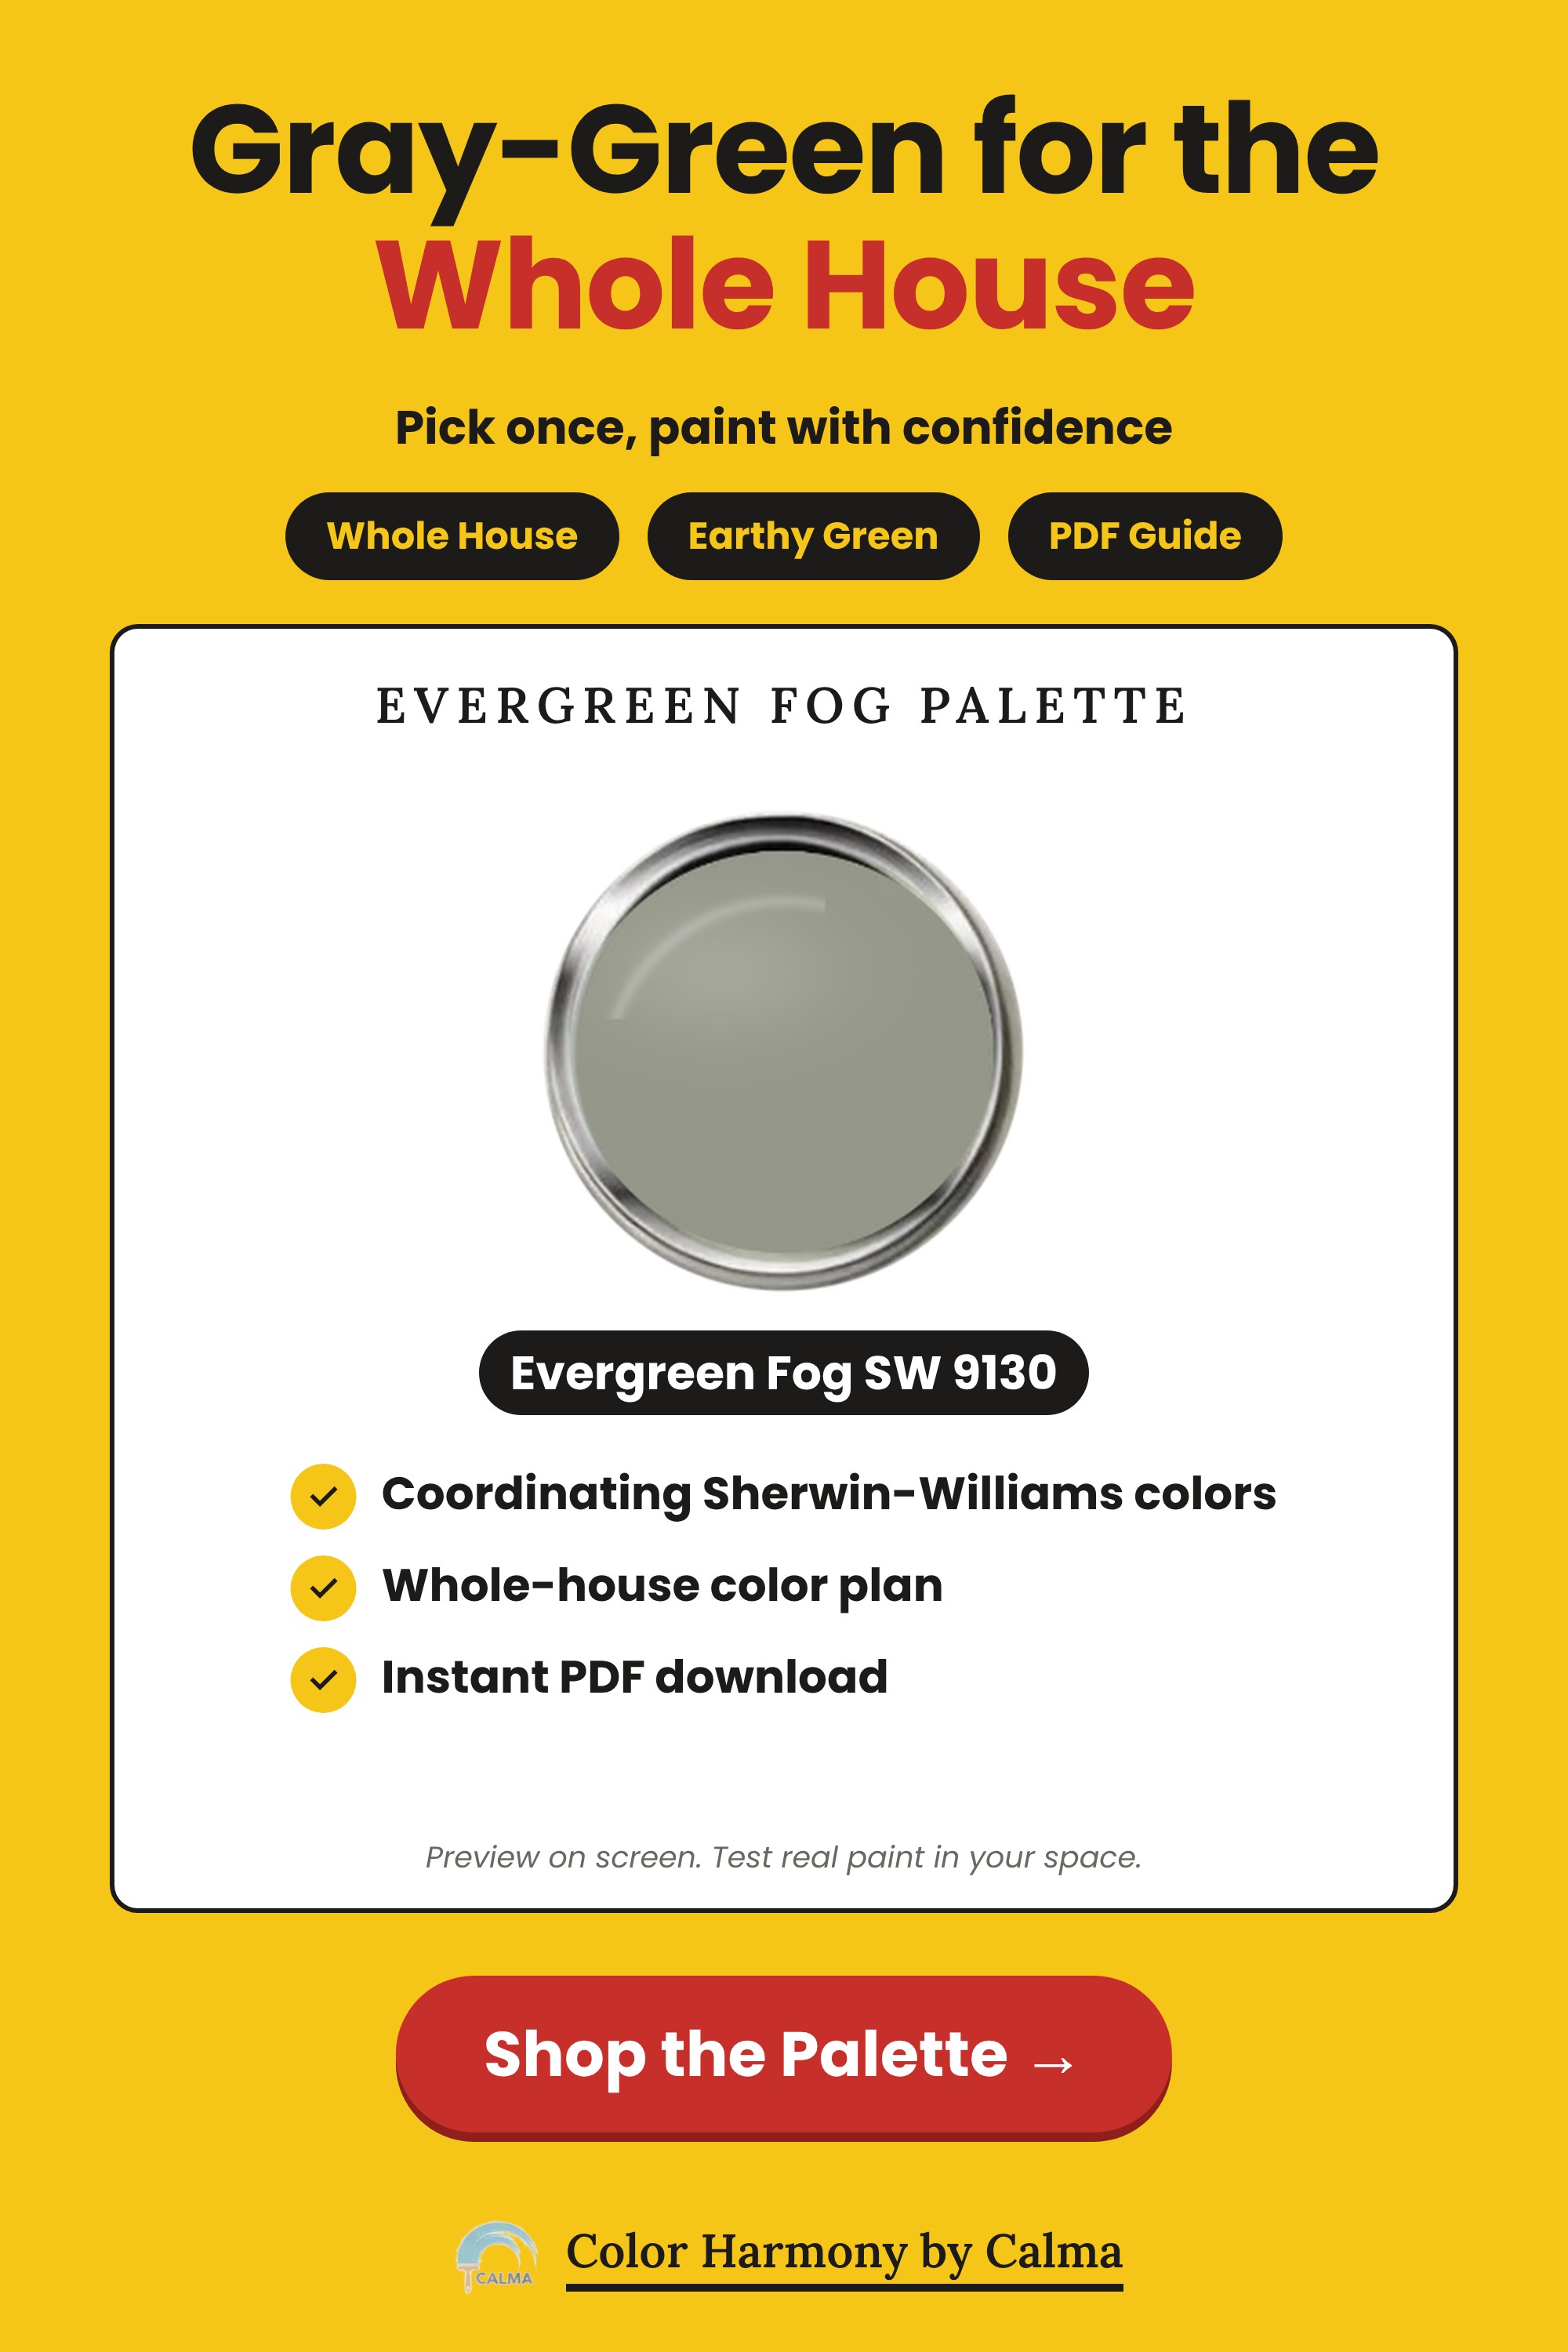 Gray-Green for the
Whole House
Pick once, paint with confidence
Whole House
Earthy Green
PDF Guide
EVERGREEN FOG PALETTE
Evergreen Fog SW 9130
Coordinating Sherwin-Williams colors
Whole-house color plan
Instant PDF download
Preview on screen. Test real paint in your space.
Shop the Palette →
CALMA
Color Harmony by Calma